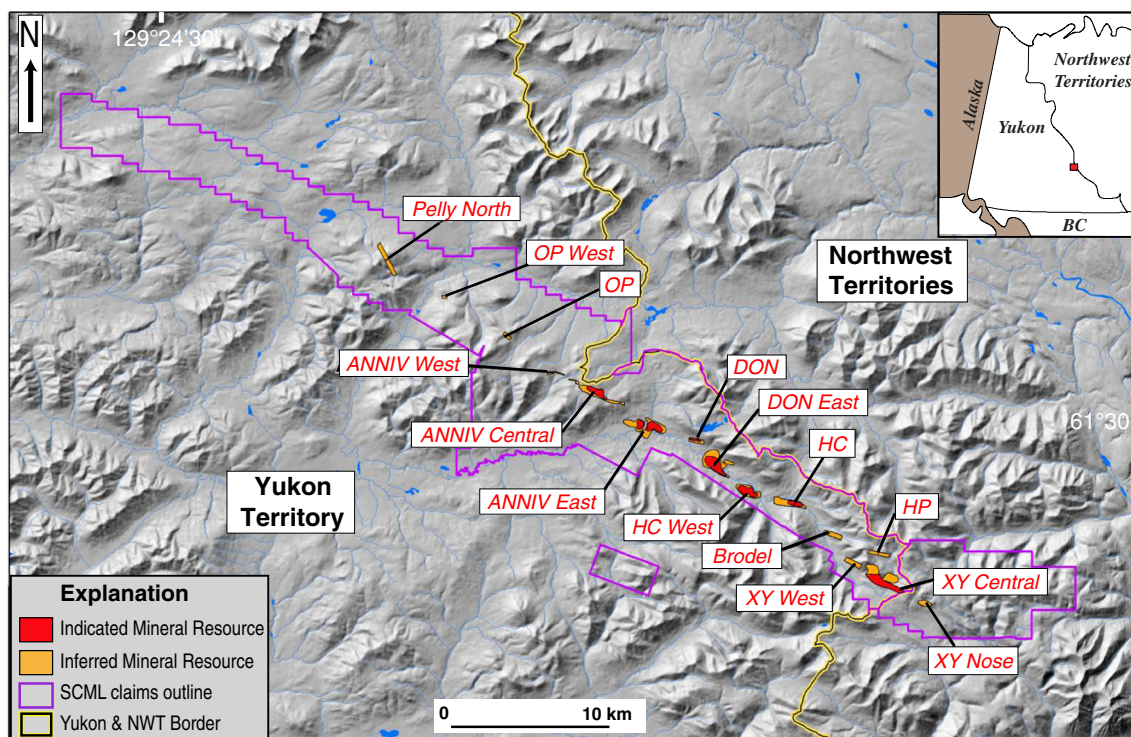 N
129°24'30"
Northwest
Territories
Alaska
Yukon
BC
Pelly North
OP West
OP
Northwest
Territories
ANNIV West
DON
DON East
61°30
ANNIV Central
HC
Yukon
Territory
ANNIV East
HC West
HP
Brodel
XY West
XY Central
XY Nose
Explanation
Indicated Mineral Resource
Inferred Mineral Resource
SCML claims outline
Yukon & NWT Border
0 10 km